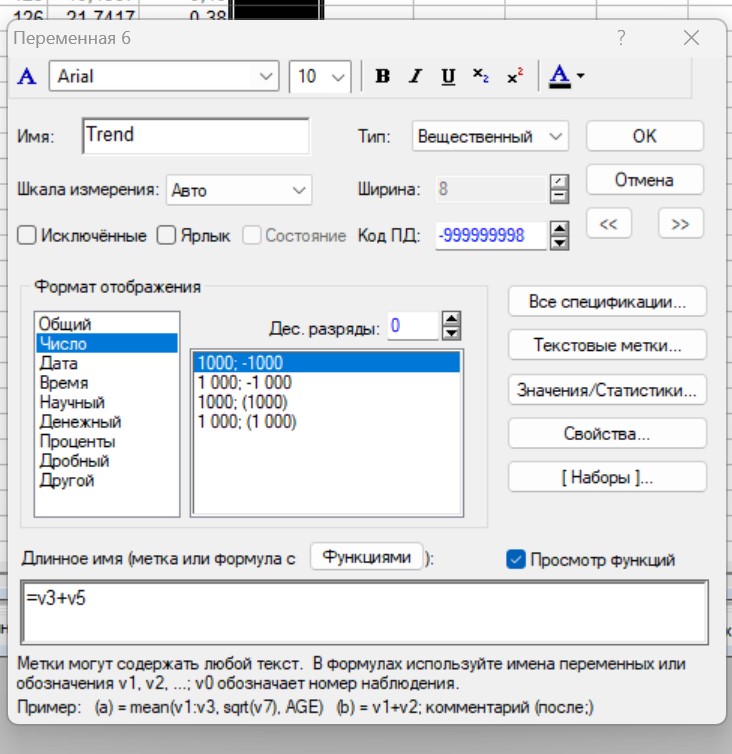 126 21,7417 0,38
Переменная 6 ?
A Arial 10 B I U x₂ x² A
Имя: Trend Тип: Вещественный OK
Шкала измерения: Авто Ширина: 8 Отмена
Исключённые Ярлык Состояние Код ПД: -999999998 << >>
Формат отображения
Все спецификации...
Общий Дес. разряды: 0
Число 1000; -1000 Текстовые метки...
Дата 1 000; -1 000
Время 1000; (1000) Значения/Статистики...
Научный 1 000; (1 000)
Денежный Свойства...
Проценты
Дробный [ Наборы ]...
Другой
Длинное имя (метка или формула с Функциями ): Просмотр функций
=v3+v5
Метки могут содержать любой текст. В формулах используйте имена переменных или
обозначения v1, v2, ...; v0 обозначает номер наблюдения.
Пример: (a) = mean(v1:v3, sqrt(v7), AGE) (b) = v1+v2; комментарий (после;)